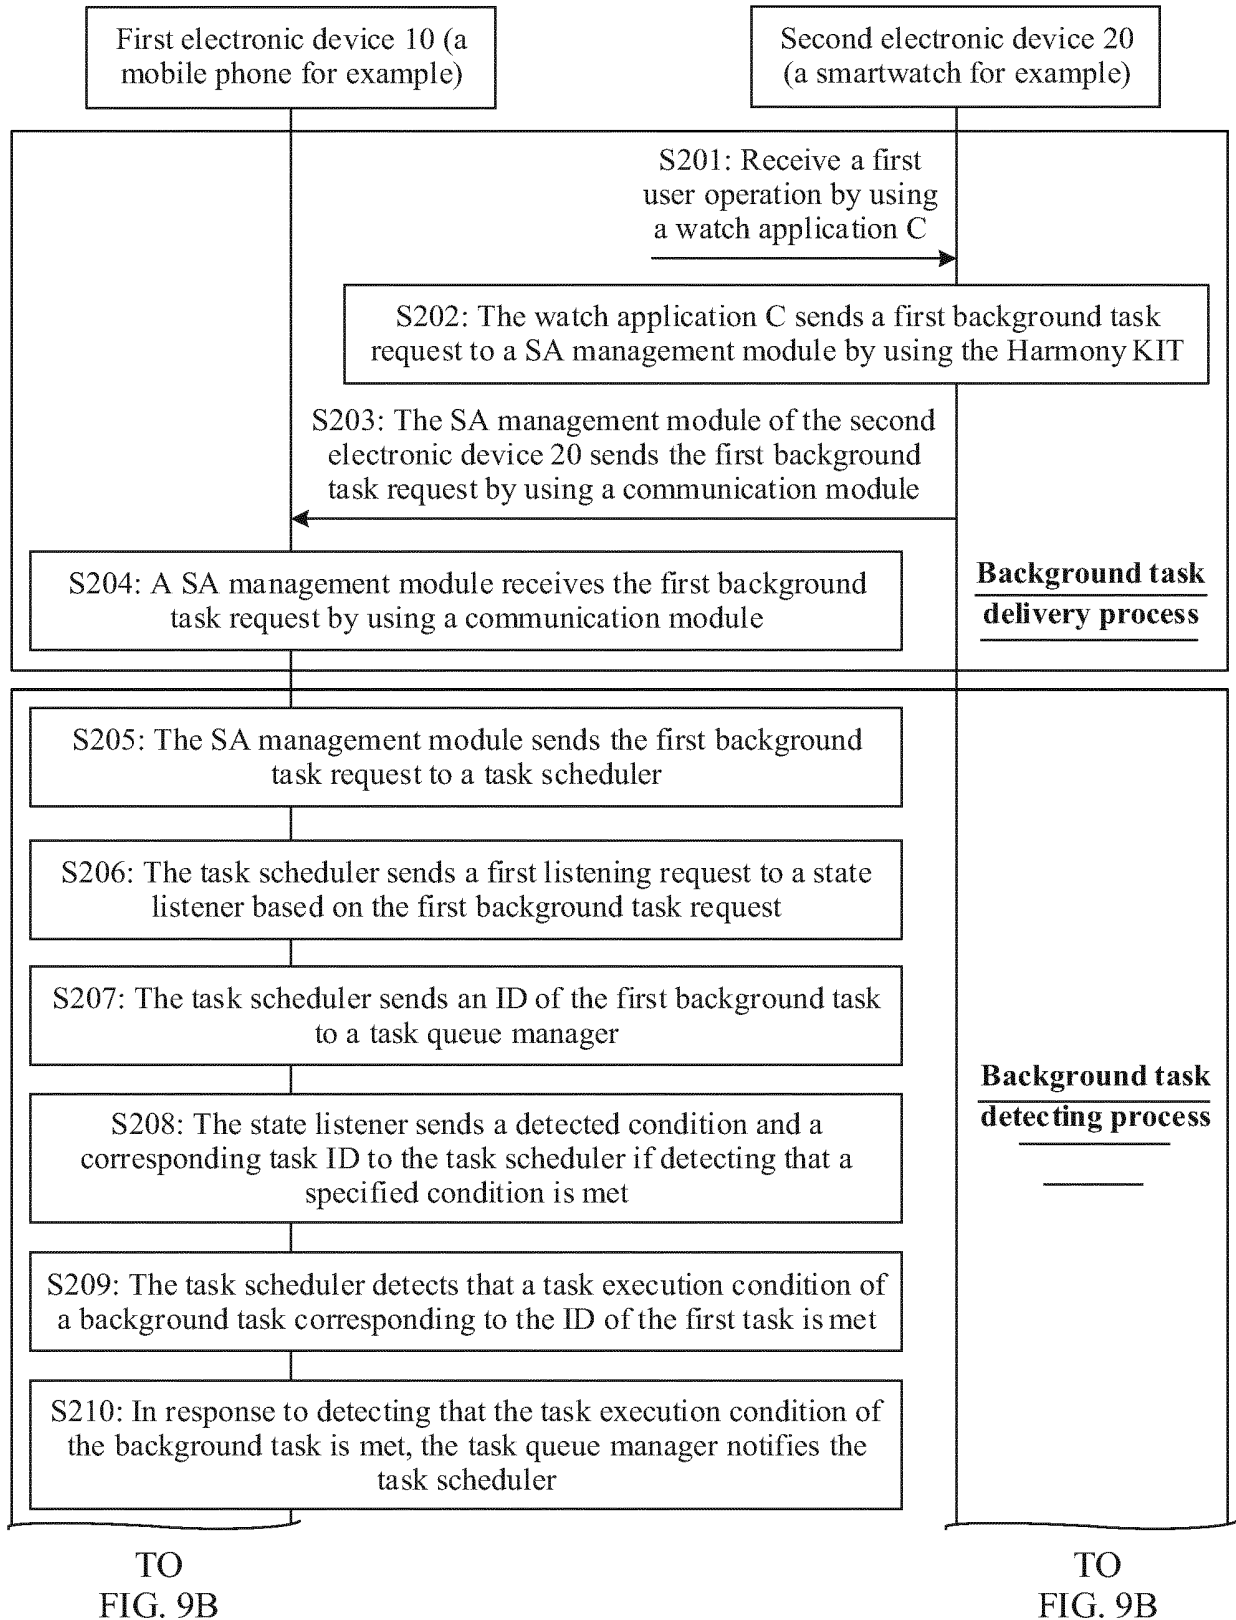 First electronic device 10 (a
mobile phone for example)
Second electronic device 20
(a smartwatch for example)
S201: Receive a first
user operation by using
a watch application C
S202: The watch application C sends a first background task
request to a SA management module by using the Harmony KIT
S203: The SA management module of the second
electronic device 20 sends the first background
task request by using a communication module
S204: A SA management module receives the first background
task request by using a communication module
Background task
delivery process
S205: The SA management module sends the first background
task request to a task scheduler
S206: The task scheduler sends a first listening request to a state
listener based on the first background task request
S207: The task scheduler sends an ID of the first background task
to a task queue manager
Background task
detecting process
S208: The state listener sends a detected condition and a
corresponding task ID to the task scheduler if detecting that a
specified condition is met
S209: The task scheduler detects that a task execution condition of
a background task corresponding to the ID of the first task is met
S210: In response to detecting that the task execution condition of
the background task is met, the task queue manager notifies the
task scheduler
TO
FIG. 9B
TO
FIG. 9B